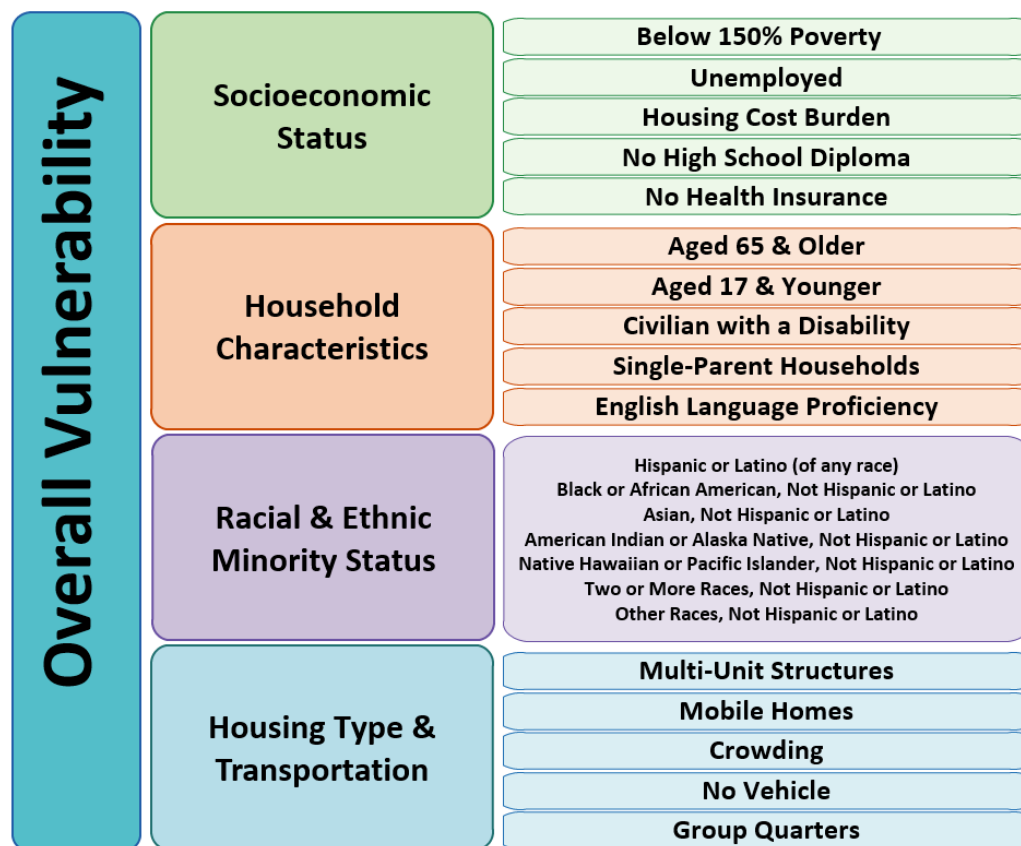 Overall Vulnerability
Socioeconomic
Status
Below 150% Poverty
Unemployed
Housing Cost Burden
No High School Diploma
No Health Insurance
Household
Characteristics
Aged 65 & Older
Aged 17 & Younger
Civilian with a Disability
Single-Parent Households
English Language Proficiency
Racial & Ethnic
Minority Status
Hispanic or Latino (of any race)
Black or African American, Not Hispanic or Latino
Asian, Not Hispanic or Latino
American Indian or Alaska Native, Not Hispanic or Latino
Native Hawaiian or Pacific Islander, Not Hispanic or Latino
Two or More Races, Not Hispanic or Latino
Other Races, Not Hispanic or Latino
Housing Type &
Transportation
Multi-Unit Structures
Mobile Homes
Crowding
No Vehicle
Group Quarters